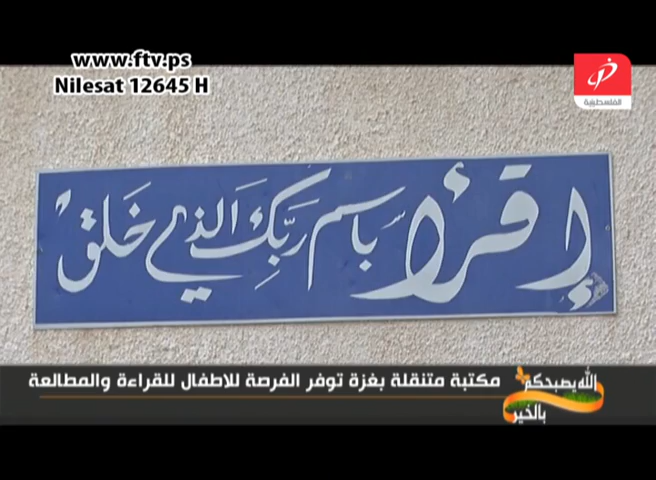 www.ftv.ps
Nilesat 12645 H
الفلسطينية
إقرأ باسم ربك الذي خلق
مكتبة متنقلة بغزة توفر الفرصة للاطفال للقراءة والمطالعة
الله يصبحكم
بالخير